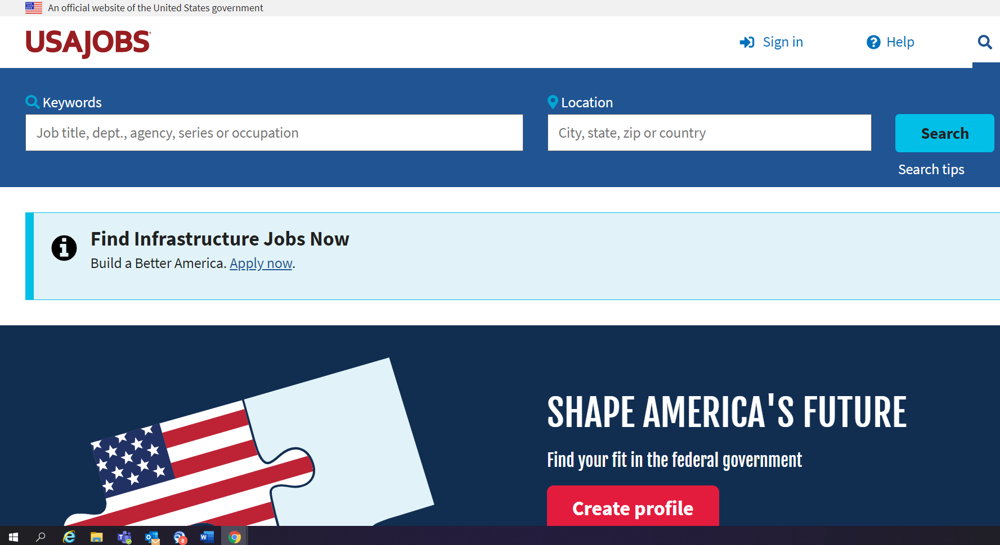 An official website of the United States government
USAJOBS
Sign in
Help
Keywords
Location
Job title, dept., agency, series or occupation
City, state, zip or country
Search
Search tips
Find Infrastructure Jobs Now
Build a Better America. Apply now.
SHAPE AMERICA'S FUTURE
Find your fit in the federal government
Create profile
8